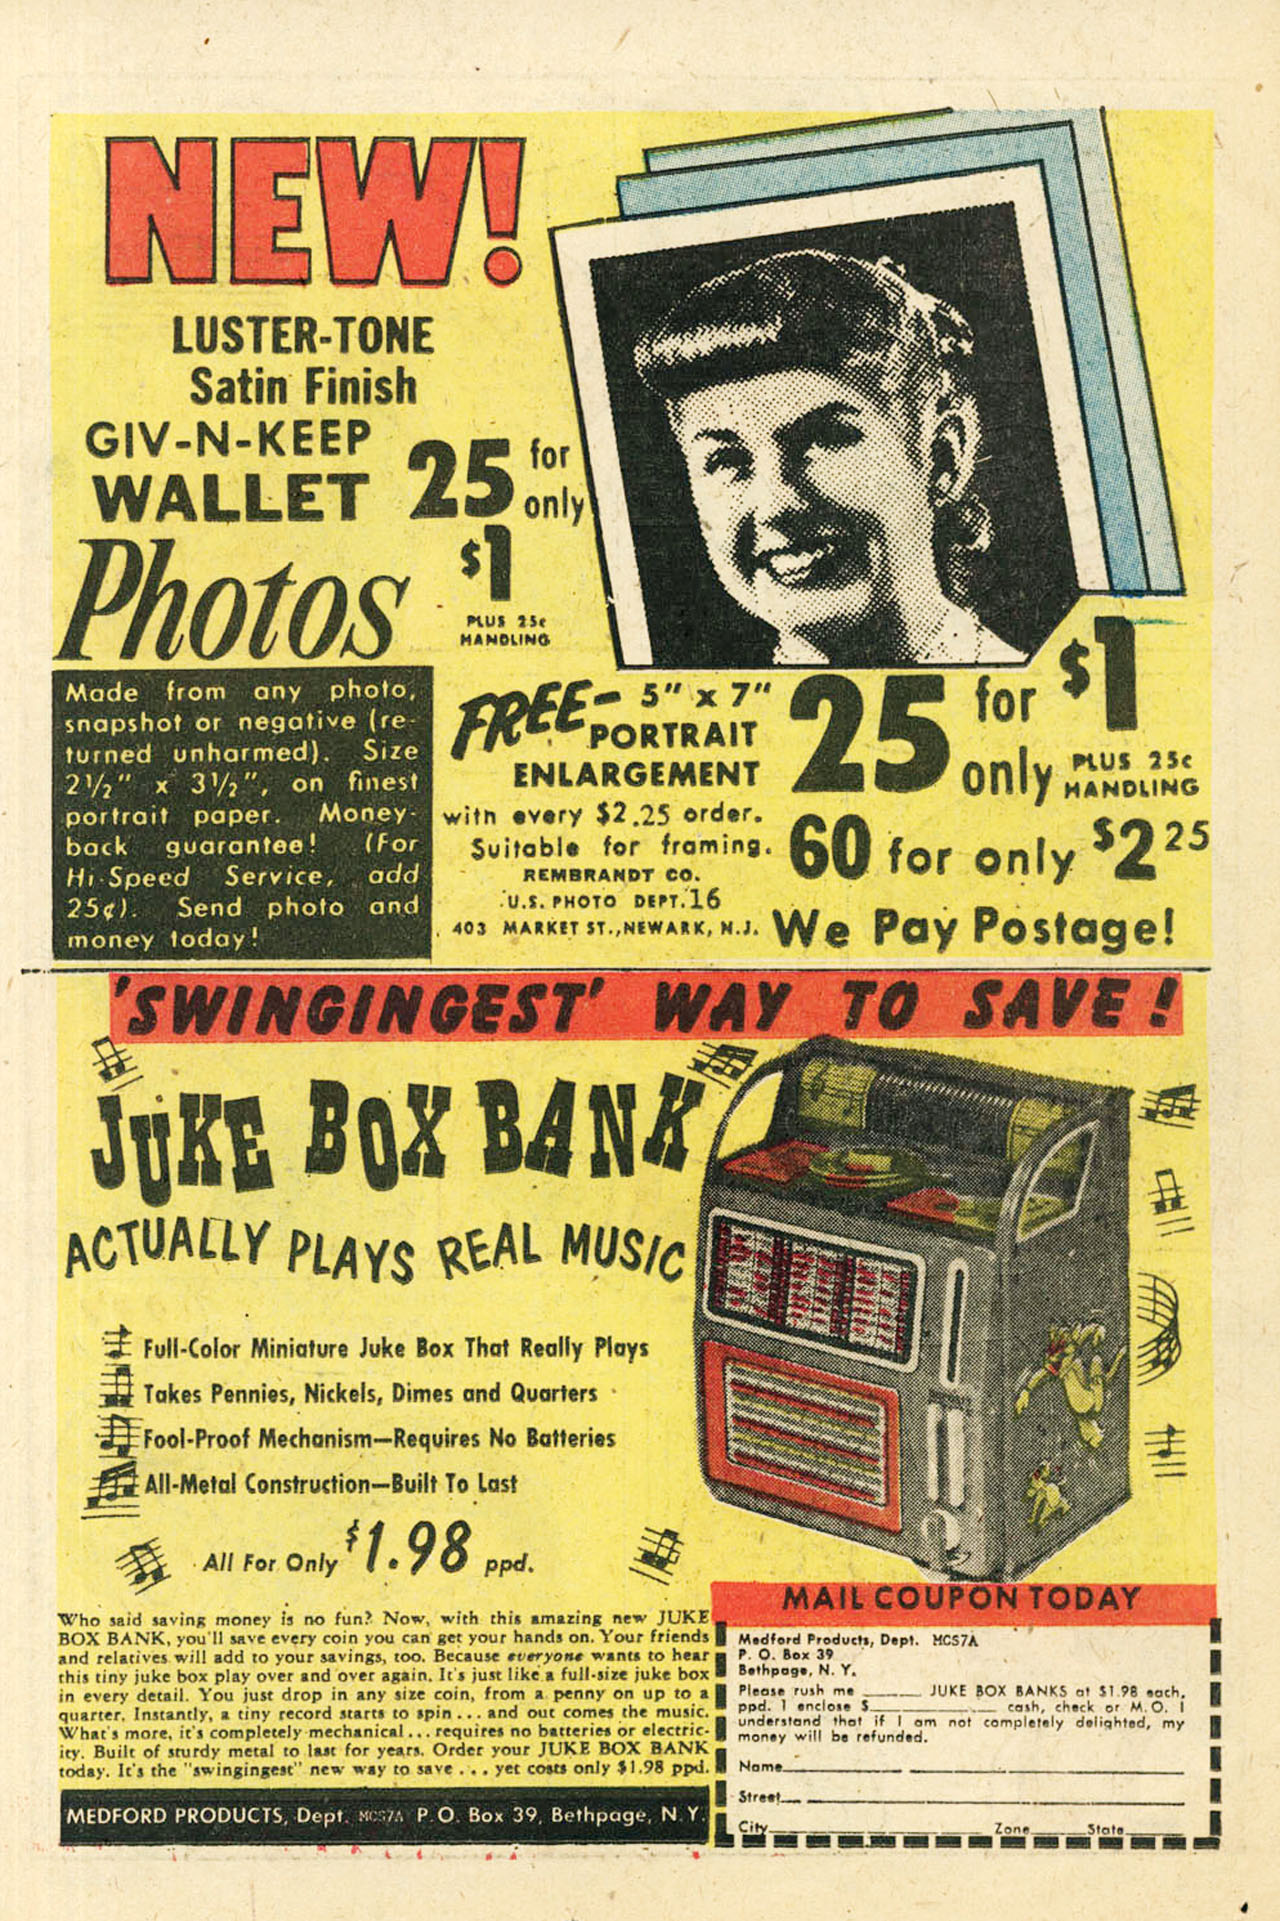 NEW!
LUSTER-TONE
Satin Finish
GIV-N-KEEP
WALLET
Photos
25 for
only
$1
PLUS 25¢
HANDLING
Made from any photo,
snapshot or negative (re-
turned unharmed). Size
2½" x 3½", on finest
portrait paper. Money-
back guarantee! (For
Hi-Speed Service, add
25¢). Send photo and
money today!
FREE- 5" x 7"
PORTRAIT
ENLARGEMENT
with every $2.25 order.
Suitable for framing.
REMBRANDT CO.
U.S. PHOTO DEPT. 16
403 MARKET ST., NEWARK, N.J.
25 for $1
only PLUS 25¢
HANDLING
60 for only $2 25
We Pay Postage!
'SWINGINGEST' WAY TO SAVE!
JUKE BOX BANK
ACTUALLY PLAYS REAL MUSIC
Full-Color Miniature Juke Box That Really Plays
Takes Pennies, Nickels, Dimes and Quarters
Fool-Proof Mechanism—Requires No Batteries
All-Metal Construction—Built To Last
All For Only $1.98 ppd.
Who said saving money is no fun? Now, with this amazing new JUKE
BOX BANK, you'll save every coin you can get your hands on. Your friends
and relatives will add to your savings, too. Because everyone wants to hear
this tiny juke box play over and over again. It's just like a full-size juke box
in every detail. You just drop in any size coin, from a penny on up to a
quarter. Instantly, a tiny record starts to spin . . . and out comes the music.
What's more, it's completely mechanical . . . requires no batteries or electric-
ity. Built of sturdy metal to last for years. Order your JUKE BOX BANK
today. It's the "swingingest" new way to save . . . yet costs only $1.98 ppd.
MEDFORD PRODUCTS, Dept. MCS7A P.O. Box 39, Bethpage, N.Y.
MAIL COUPON TODAY
Medford Products, Dept. MCS7A
P. O. Box 39
Bethpage, N. Y.
Please rush me ______ JUKE BOX BANKS at $1.98 each,
ppd. I enclose $____________ cash, check or M.O. I
understand that if I am not completely delighted, my
money will be refunded.
Name
Street
City Zone State